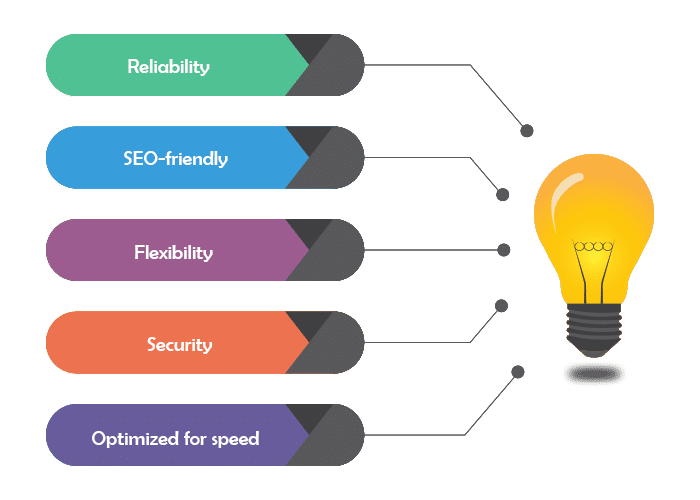 Reliability
SEO-friendly
Flexibility
Security
Optimized for speed